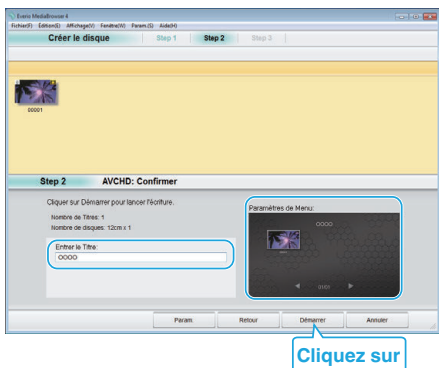 Everio MediaBrowser 4
Fichier(F) Edition(E) Affichage(V) Fenêtre(W) Param.(S) Aide(H)
Créer le disque Step 1 Step 2 Step 3
00001
Step 2 AVCHD: Confirmer
Cliquer sur Démarrer pour lancer l'écriture.
Nombre de Titres: 1
Nombre de disques: 12cm x 1
Entrer le Titre:
OOOO
Paramètres de Menu:
OOOO
01/01
Param. Retour Démarrer Annuler
Cliquez sur